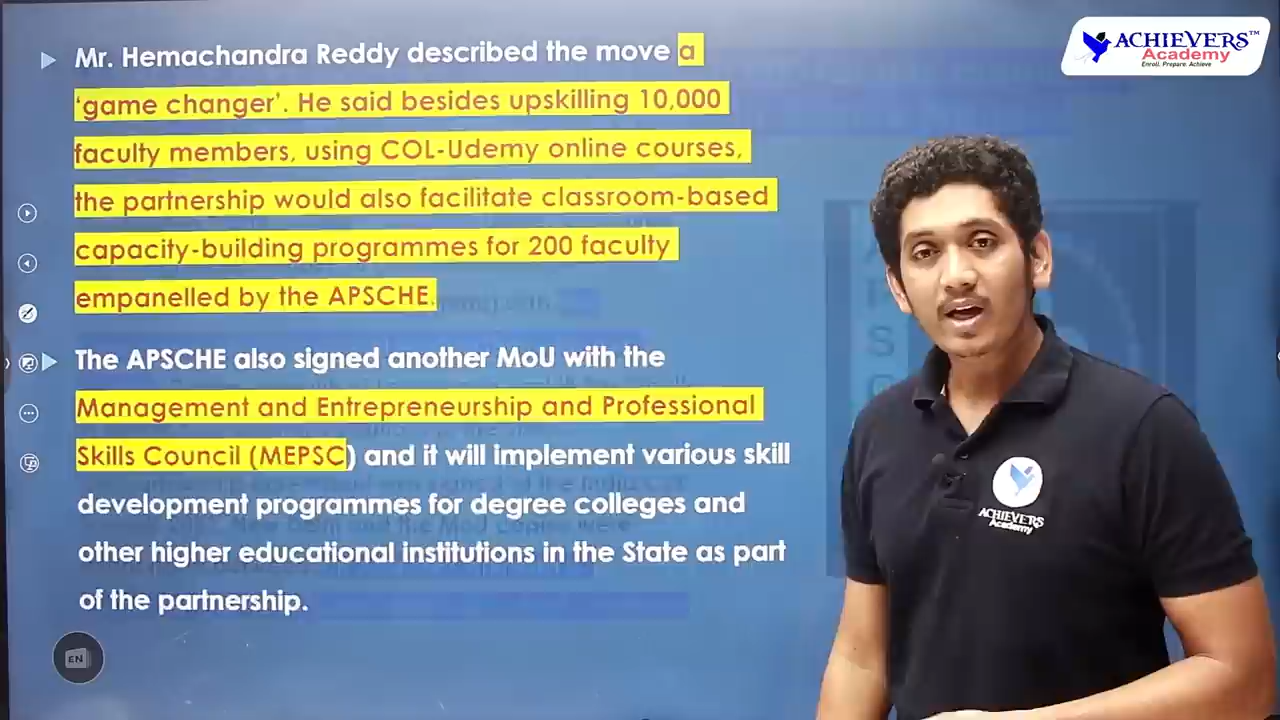 Mr. Hemachandra Reddy described the move a
‘game changer’. He said besides upskilling 10,000
faculty members, using COL-Udemy online courses,
the partnership would also facilitate classroom-based
capacity-building programmes for 200 faculty
empanelled by the APSCHE.
The APSCHE also signed another MoU with the
Management and Entrepreneurship and Professional
Skills Council (MEPSC) and it will implement various skill
development programmes for degree colleges and
other higher educational institutions in the State as part
of the partnership.
EN
ACHIEVERS™
Academy
Enroll. Prepare. Achieve
ACHIEVERS
Academy